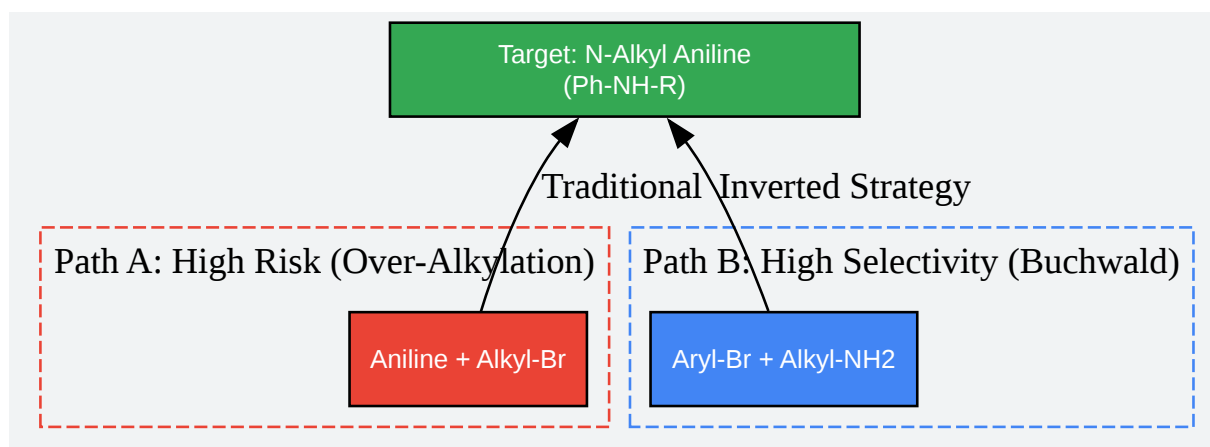 Target: N-Alkyl Aniline
(Ph-NH-R)
Traditional
Inverted Strategy
Path A: High Risk (Over-Alkylation)
Path B: High Selectivity (Buchwald)
Aniline + Alkyl-Br
Aryl-Br + Alkyl-NH2